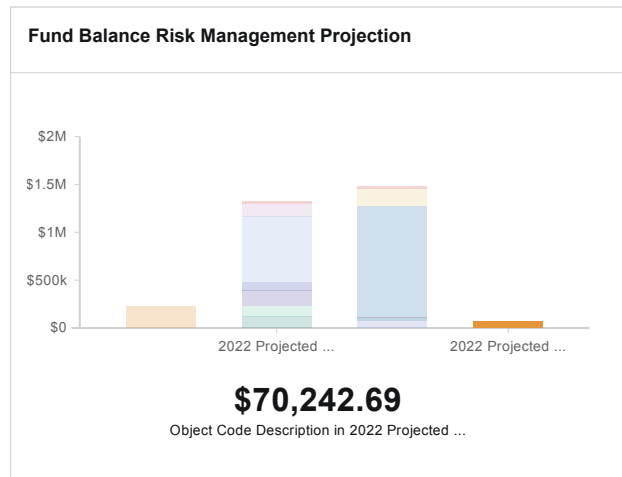 Fund Balance Risk Management Projection
$2M
$1.5M
$1M
$500k
$0
2022 Projected ...
2022 Projected ...
$70,242.69
Object Code Description in 2022 Projected ...